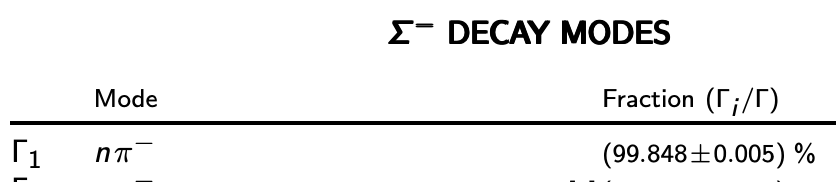 Σ− DECAY MODES
Mode Fraction (Γi/Γ)
Γ1 nπ− (99.848±0.005) %